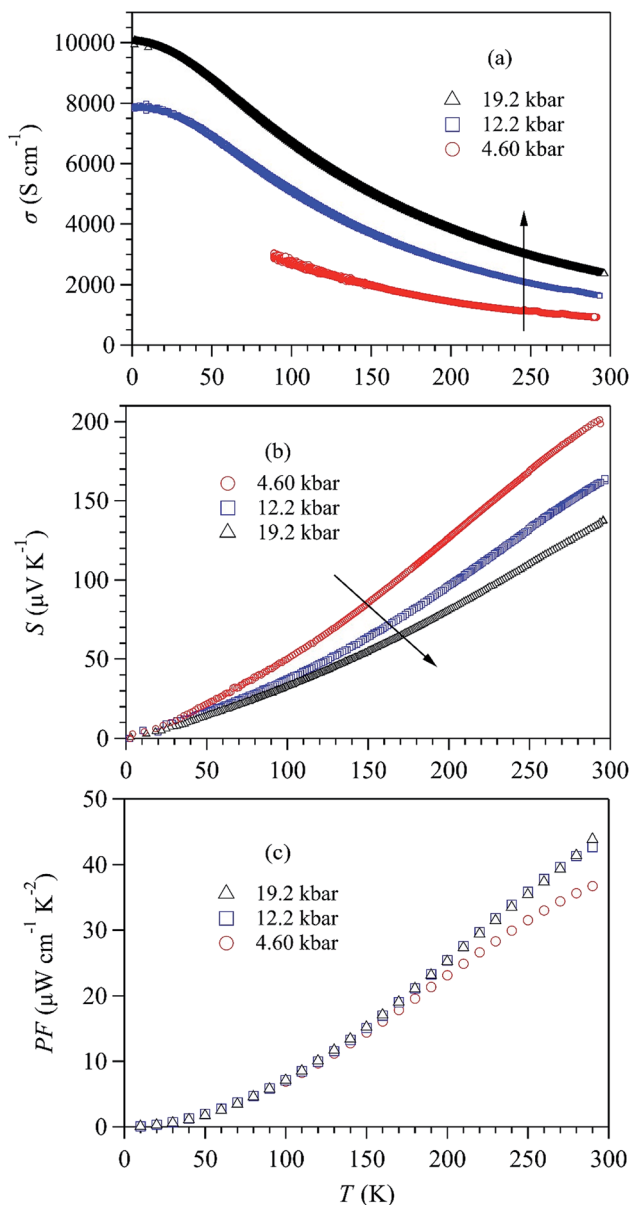 10000
8000
6000
4000
2000
0
σ (S cm⁻¹)
(a)
19.2 kbar
12.2 kbar
4.60 kbar
0 50 100 150 200 250 300
200
150
100
50
0
S (μV K⁻¹)
(b)
4.60 kbar
12.2 kbar
19.2 kbar
0 50 100 150 200 250 300
50
40
30
20
10
0
PF (μW cm⁻¹ K⁻²)
(c)
19.2 kbar
12.2 kbar
4.60 kbar
0 50 100 150 200 250 300
T (K)